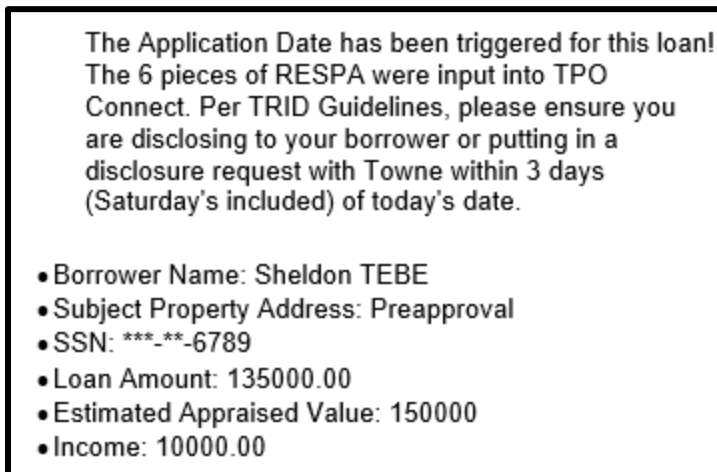 The Application Date has been triggered for this loan!
The 6 pieces of RESPA were input into TPO
Connect. Per TRID Guidelines, please ensure you
are disclosing to your borrower or putting in a
disclosure request with Towne within 3 days
(Saturday's included) of today's date.
•Borrower Name: Sheldon TEBE
•Subject Property Address: Preapproval
•SSN: ***-**-6789
•Loan Amount: 135000.00
•Estimated Appraised Value: 150000
•Income: 10000.00